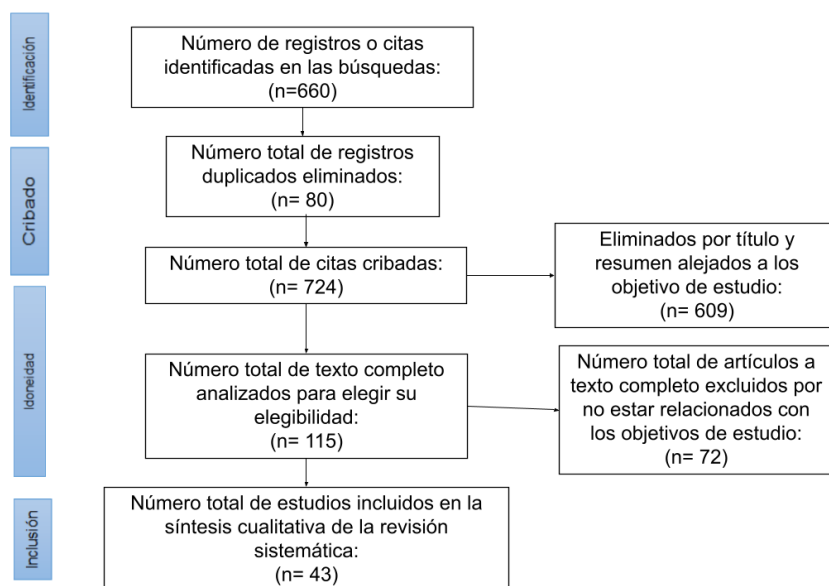 Identificación
Número de registros o citas
identificadas en las búsquedas:
(n=660)
Cribado
Número total de registros
duplicados eliminados:
(n= 80)
Número total de citas cribadas:
(n= 724)
Eliminados por título y
resumen alejados a los
objetivo de estudio:
(n= 609)
Idoneidad
Número total de texto completo
analizados para elegir su
elegibilidad:
(n= 115)
Número total de artículos a
texto completo excluidos por
no estar relacionados con
los objetivos de estudio:
(n= 72)
Inclusión
Número total de estudios incluidos en la
síntesis cualitativa de la revisión
sistemática:
(n= 43)